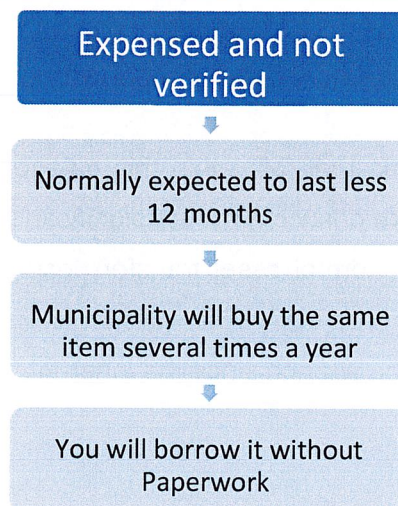 Expensed and not
verified
Normally expected to last less
12 months
Municipality will buy the same
item several times a year
You will borrow it without
Paperwork